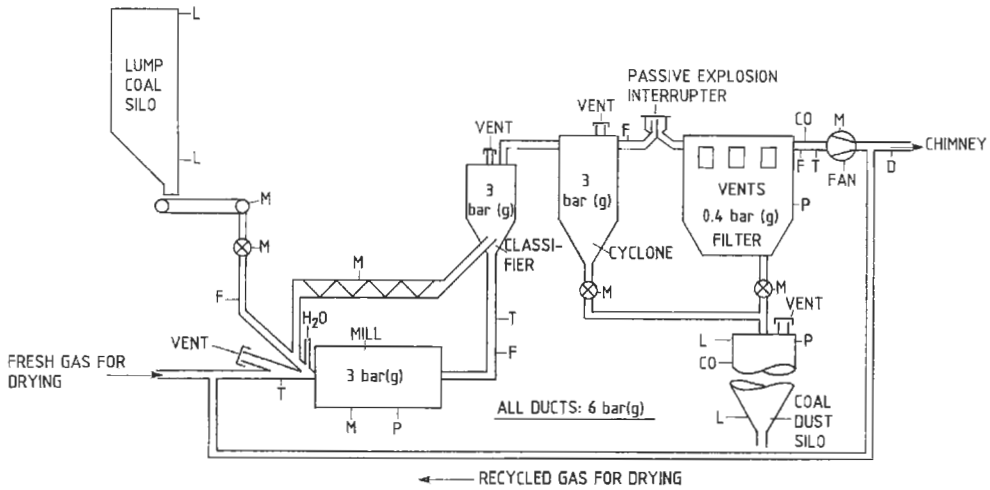 L
LUMP
COAL
SILO
L
M
M
F
VENT
FRESH GAS FOR
DRYING
T
H₂O
M
MILL
3 bar(g)
M P
VENT
3
bar (g)
CLASSI-
FIER
T
F
ALL DUCTS: 6 bar(g)
VENT
3
bar (g)
CYCLONE
M
F
PASSIVE EXPLOSION
INTERRUPTER
VENTS
0.4 bar (g)
FILTER
P
M
CO
F T
M
FAN
D
CHIMNEY
VENT
L
P
CO
L
COAL
DUST
SILO
RECYCLED GAS FOR DRYING